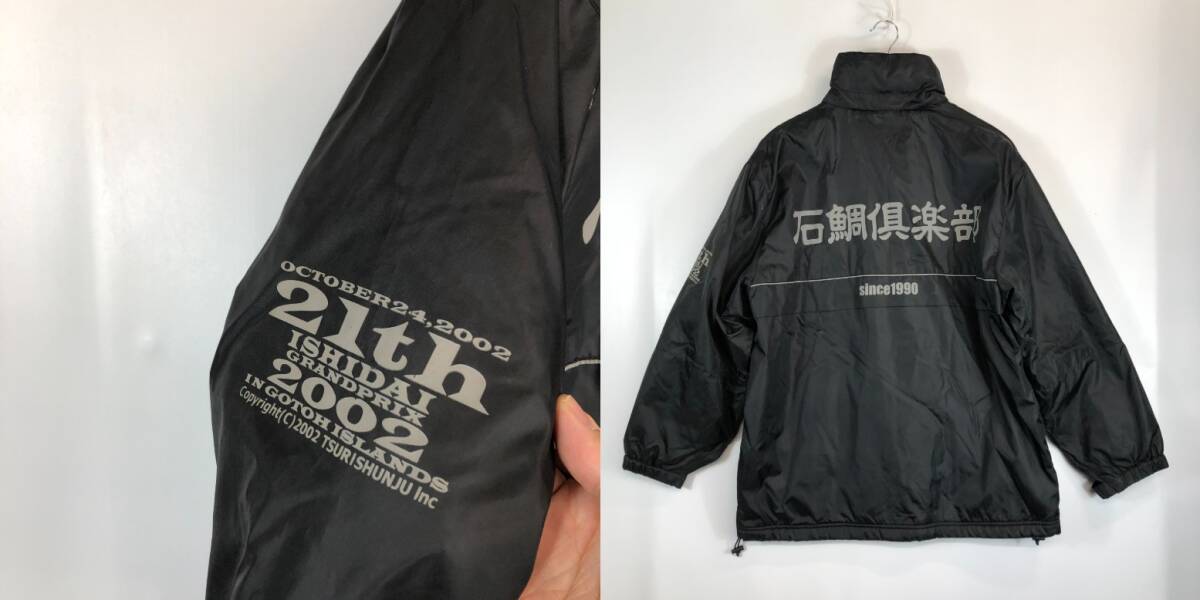 OCTOBER24,2002
21th
ISHIDAI
GRANDPRIX
2002
IN GOTOH ISLANDS
Copyright(C)2002 TSURISHUNJU Inc
石鯛倶楽部
since1990